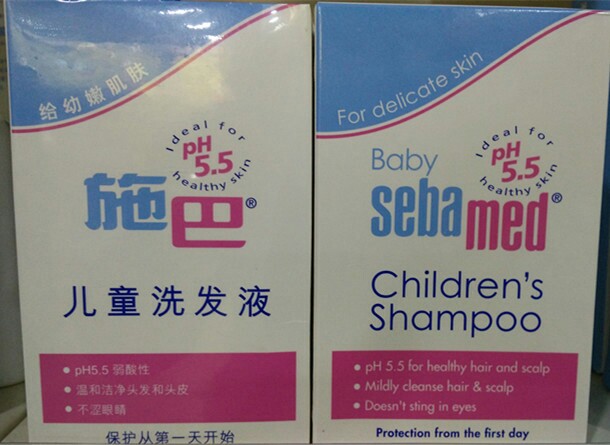 给幼嫩肌肤
Ideal for
pH
5.5
healthy skin
施巴®
儿童洗发液
• pH5.5 弱酸性
• 温和洁净头发和头皮
• 不涩眼睛
保护从第一天开始
For delicate skin
Ideal for
pH
5.5
healthy skin
Baby
sebamed®
Children's
Shampoo
• pH 5.5 for healthy hair and scalp
• Mildly cleanse hair & scalp
• Doesn't sting in eyes
Protection from the first day